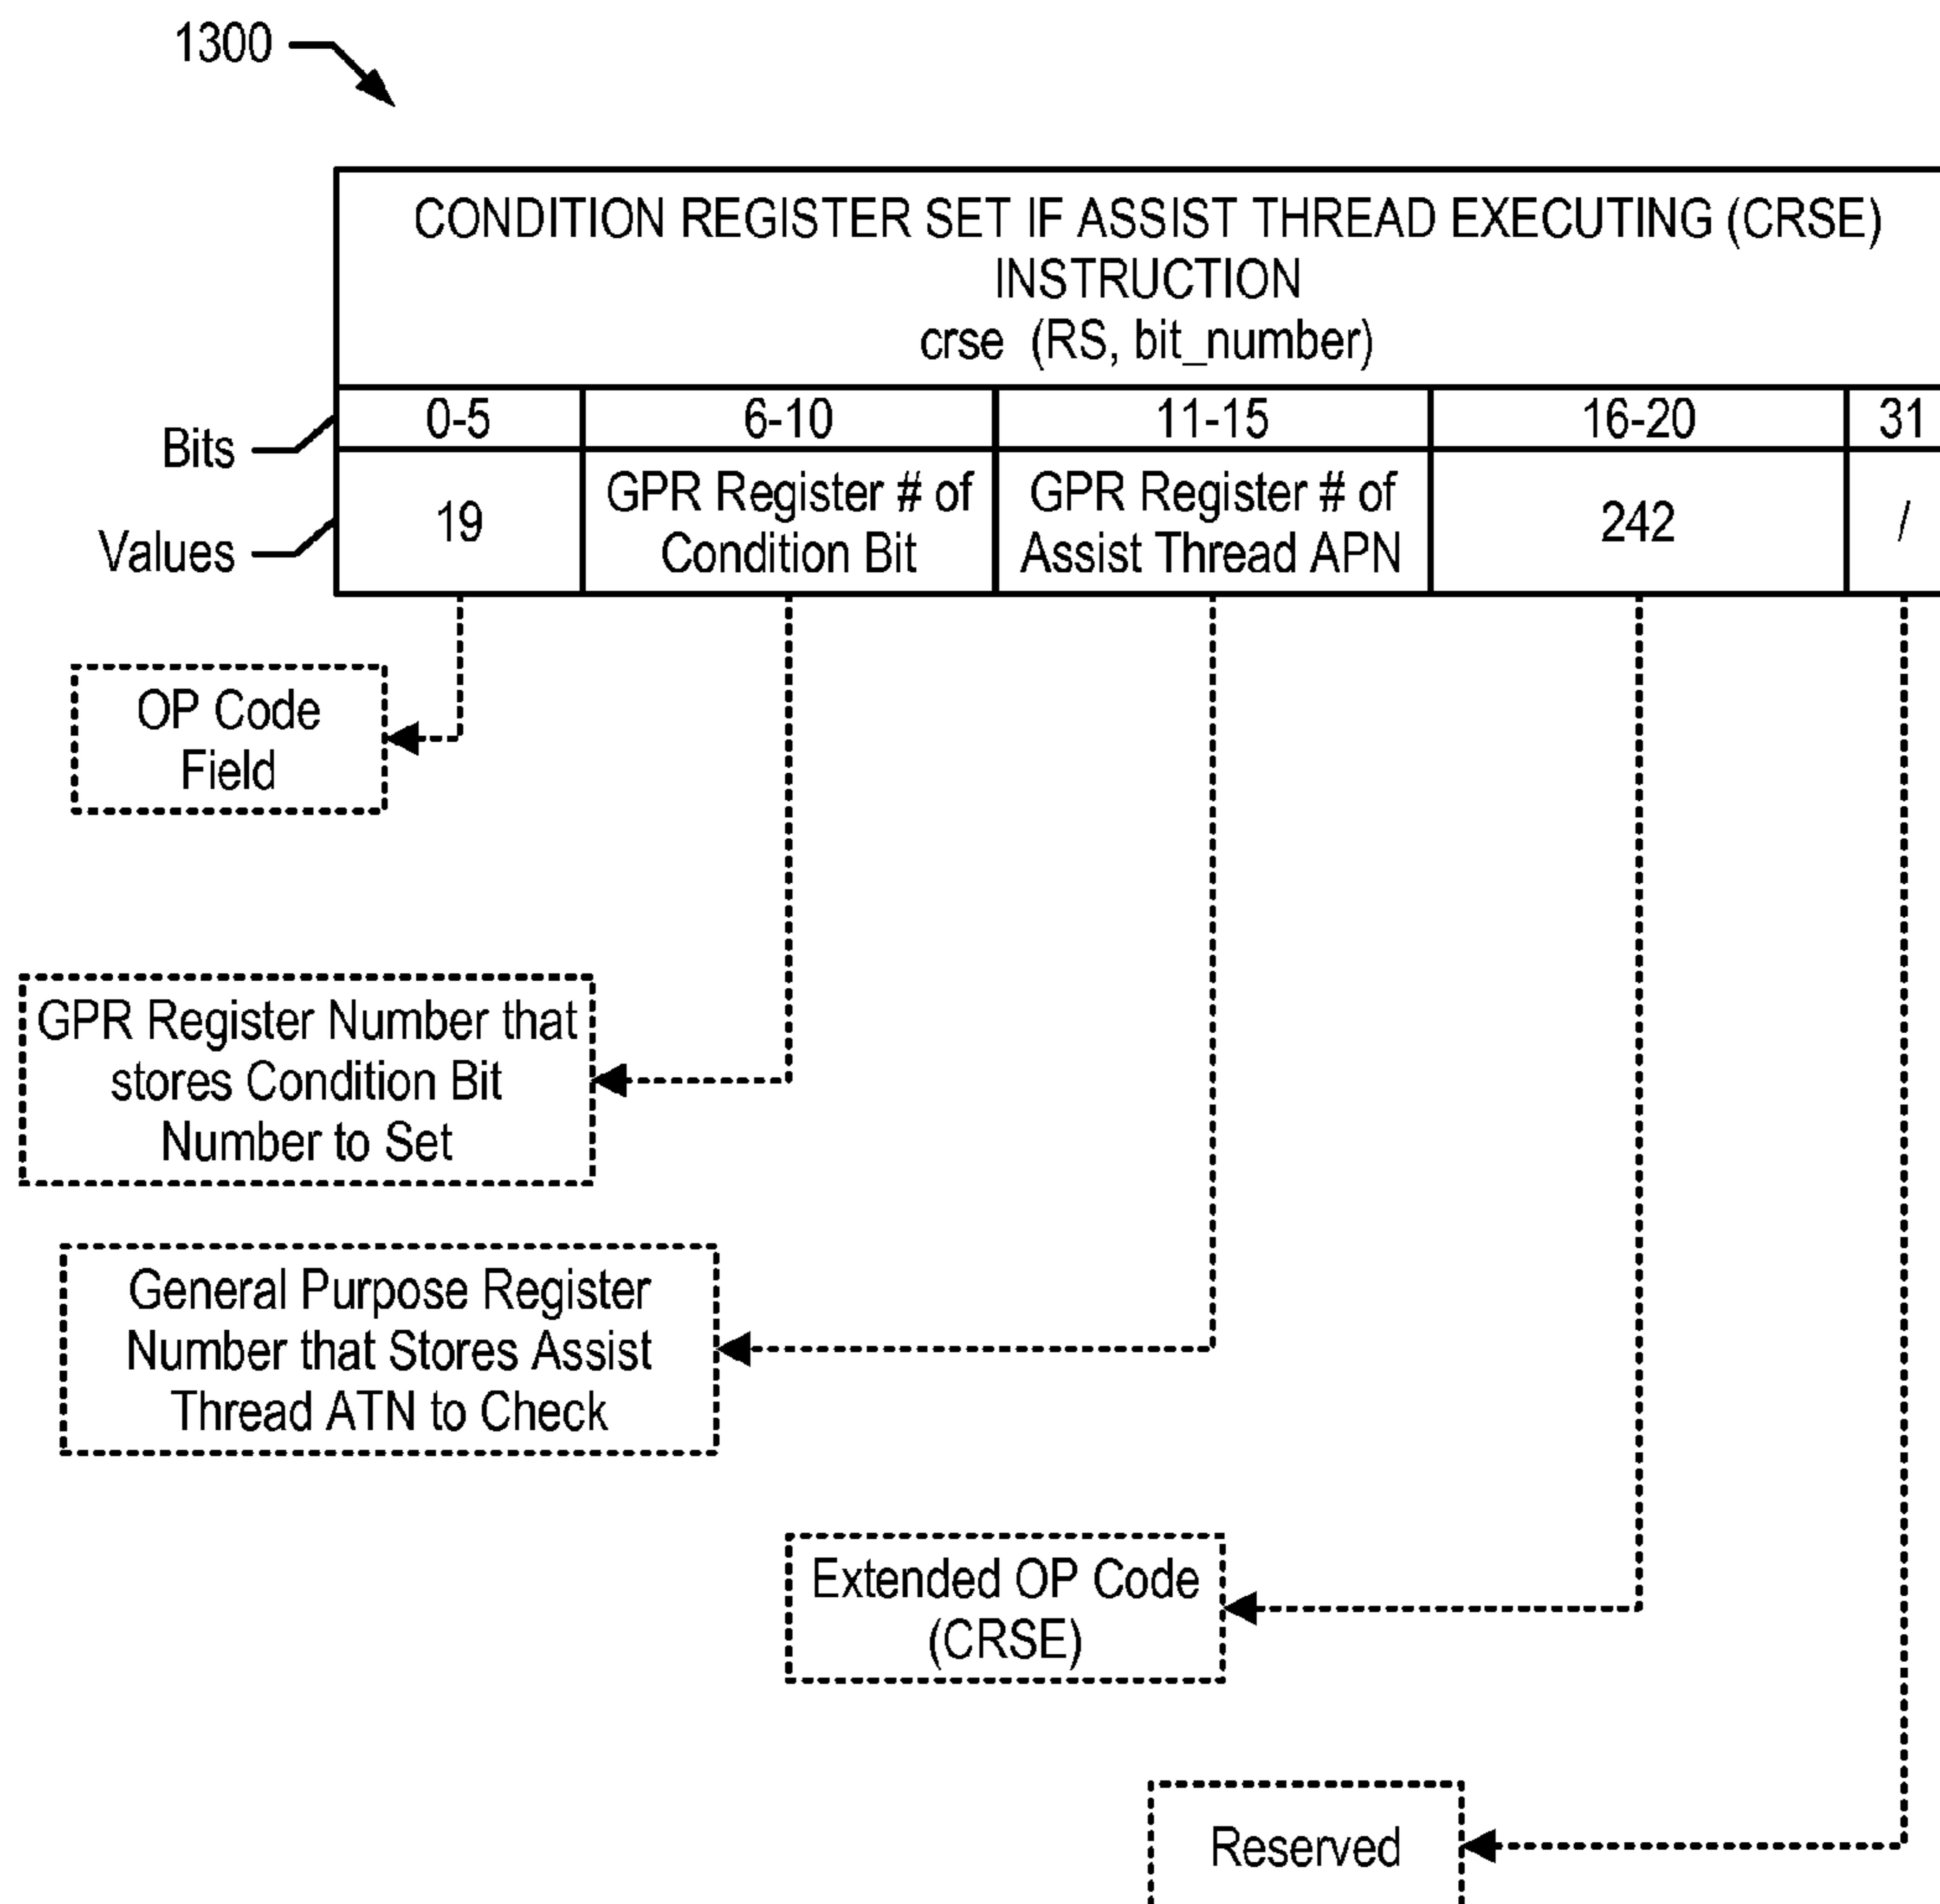 1300
CONDITION REGISTER SET IF ASSIST THREAD EXECUTING (CRSE)
INSTRUCTION
crse (RS, bit_number)
Bits
0-5
6-10
11-15
16-20
31
Values
19
GPR Register # of
Condition Bit
GPR Register # of
Assist Thread APN
242
/
OP Code
Field
GPR Register Number that
stores Condition Bit
Number to Set
General Purpose Register
Number that Stores Assist
Thread ATN to Check
Extended OP Code
(CRSE)
Reserved